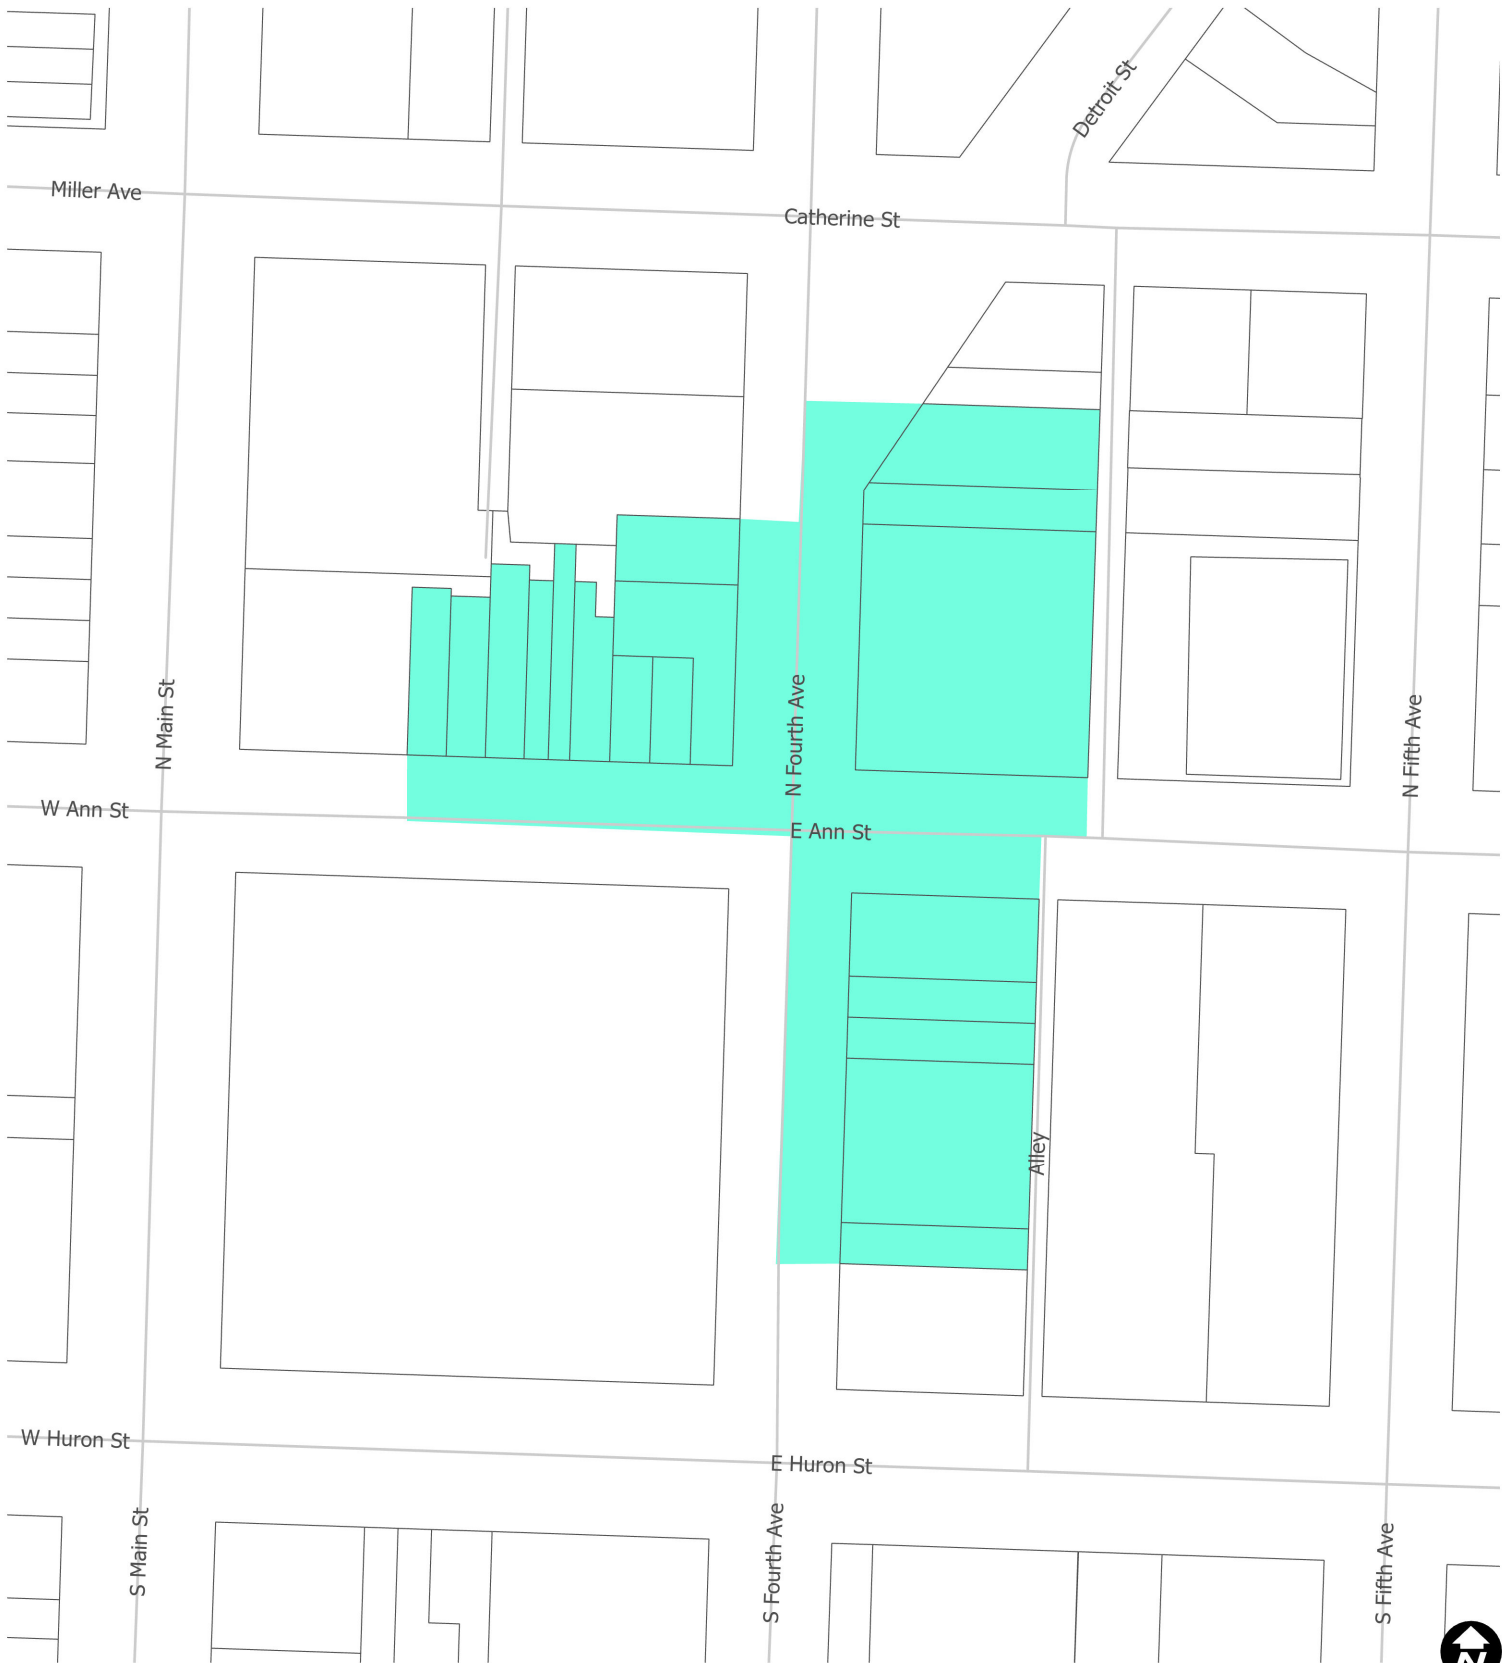 Detroit St
Miller Ave
Catherine St
N Main St
N Fourth Ave
N Fifth Ave
W Ann St
E Ann St
Alley
W Huron St
E Huron St
S Main St
S Fourth Ave
S Fifth Ave
N